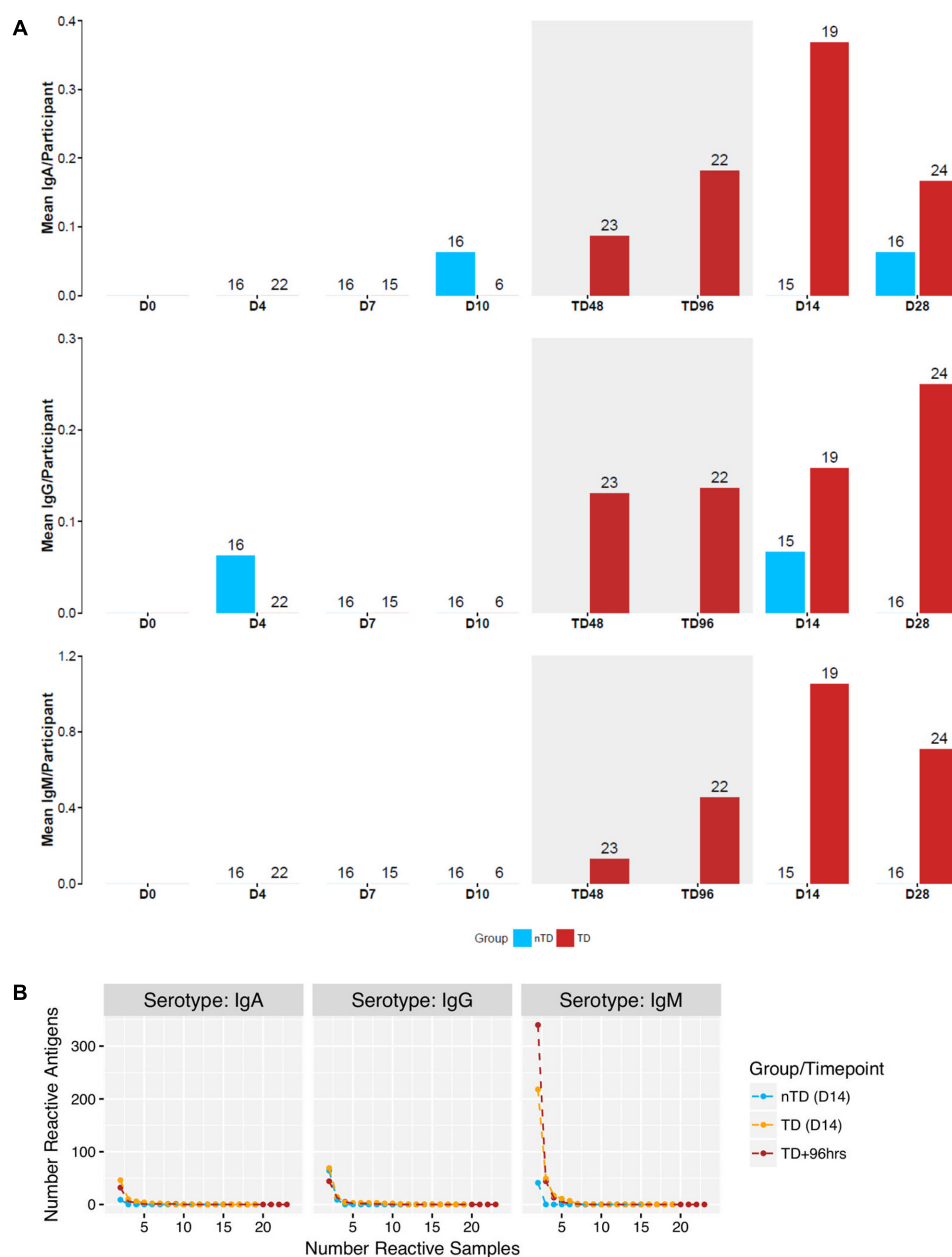 A
Mean IgA/Participant
0.4
0.3
0.2
0.1
0.0
16 22 16 15 16 6 23 22 15 19 16 24
D0 D4 D7 D10 TD48 TD96 D14 D28
Mean IgG/Participant
0.3
0.2
0.1
0.0
16 22 16 15 16 6 23 22 15 19 16 24
D0 D4 D7 D10 TD48 TD96 D14 D28
Mean IgM/Participant
1.2
0.8
0.4
0.0
16 22 16 15 16 6 23 22 15 19 16 24
D0 D4 D7 D10 TD48 TD96 D14 D28
Group nTD TD
B
Serotype: IgA Serotype: IgG Serotype: IgM
Number Reactive Antigens
300
200
100
0
5 10 15 20 5 10 15 20 5 10 15 20
Number Reactive Samples
Group/Timepoint
nTD (D14)
TD (D14)
TD+96hrs